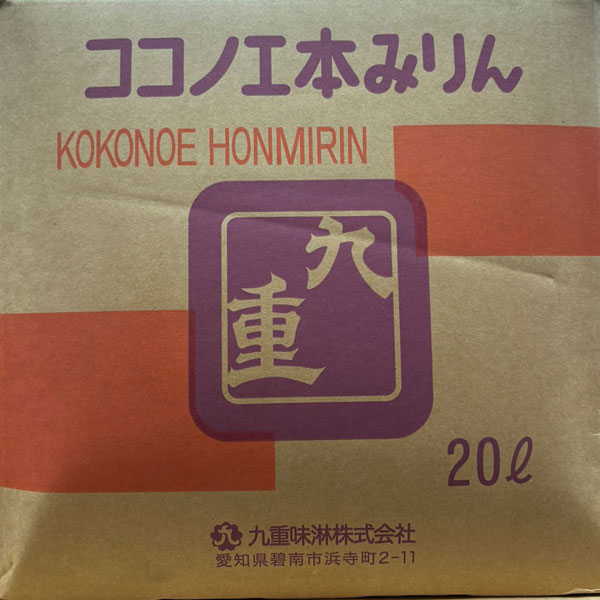 ココノエ本みりん
KOKONOE HONMIRIN
九重
20ℓ
九重味淋株式会社
愛知県碧南市浜寺町2-11